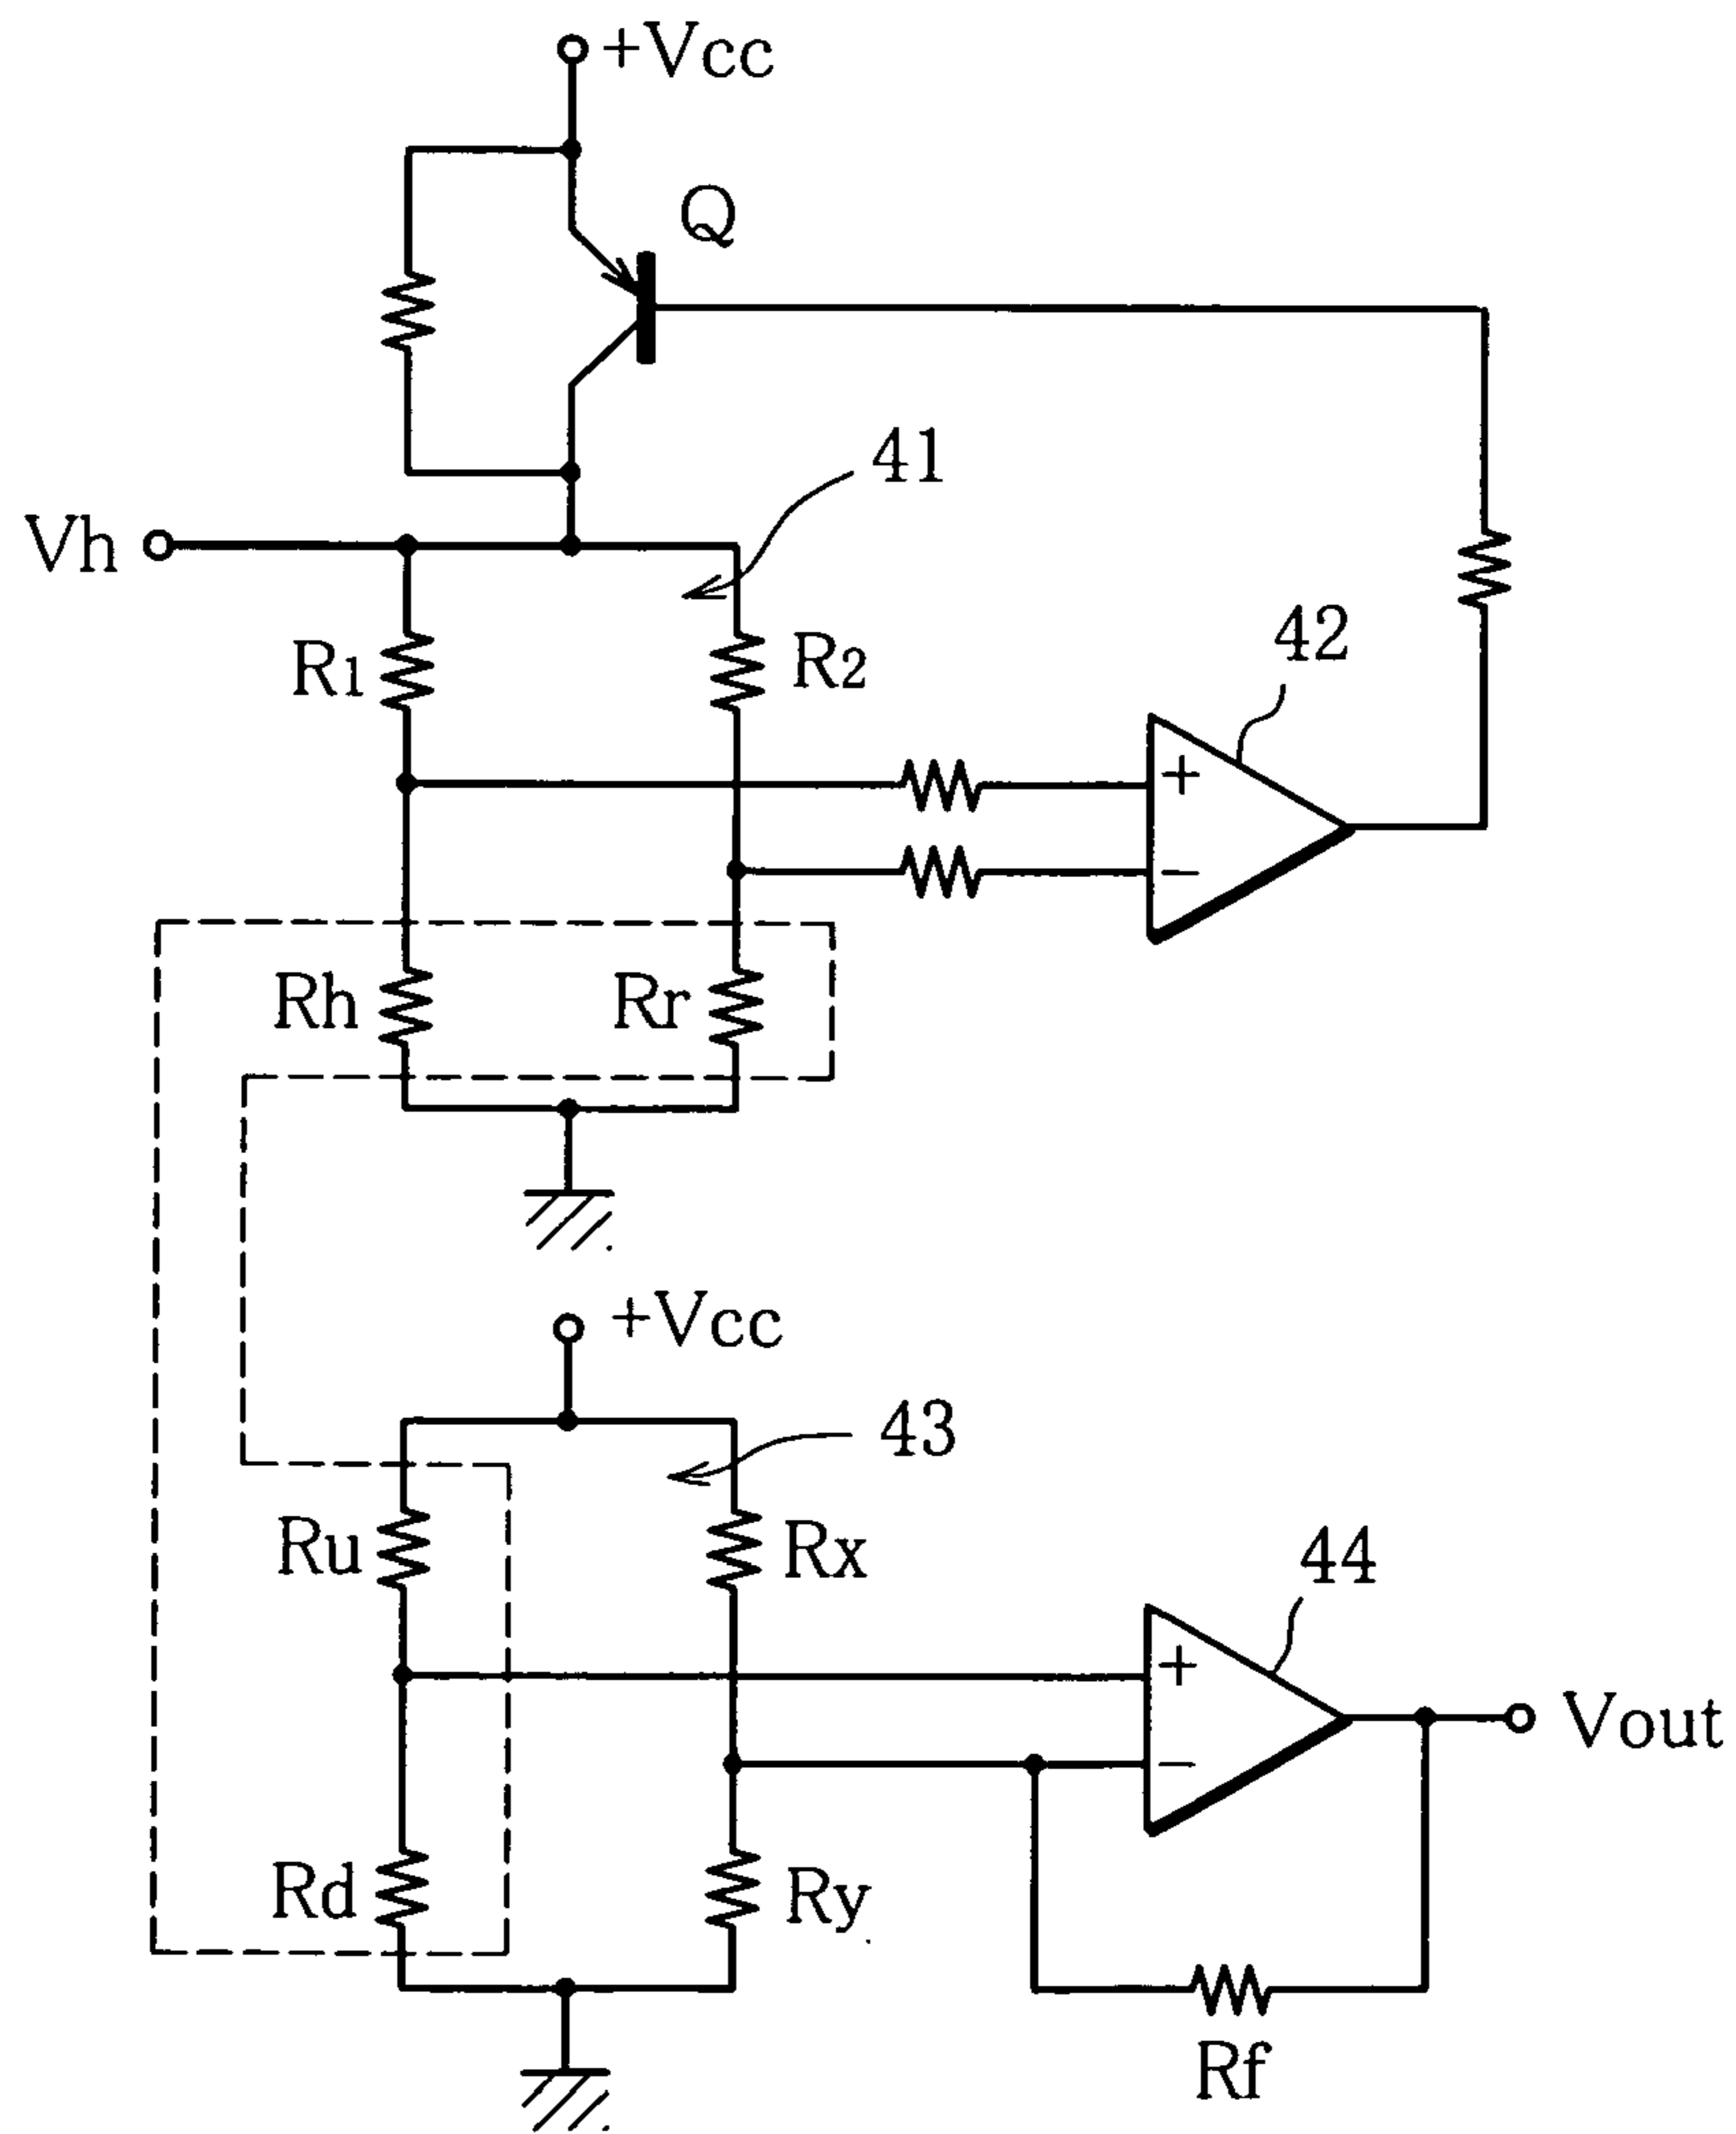 +Vcc
Q
41
Vh
R1
R2
42
+
−
Rh
Rr
+Vcc
43
Ru
Rx
44
+
−
Vout
Rd
Ry
Rf